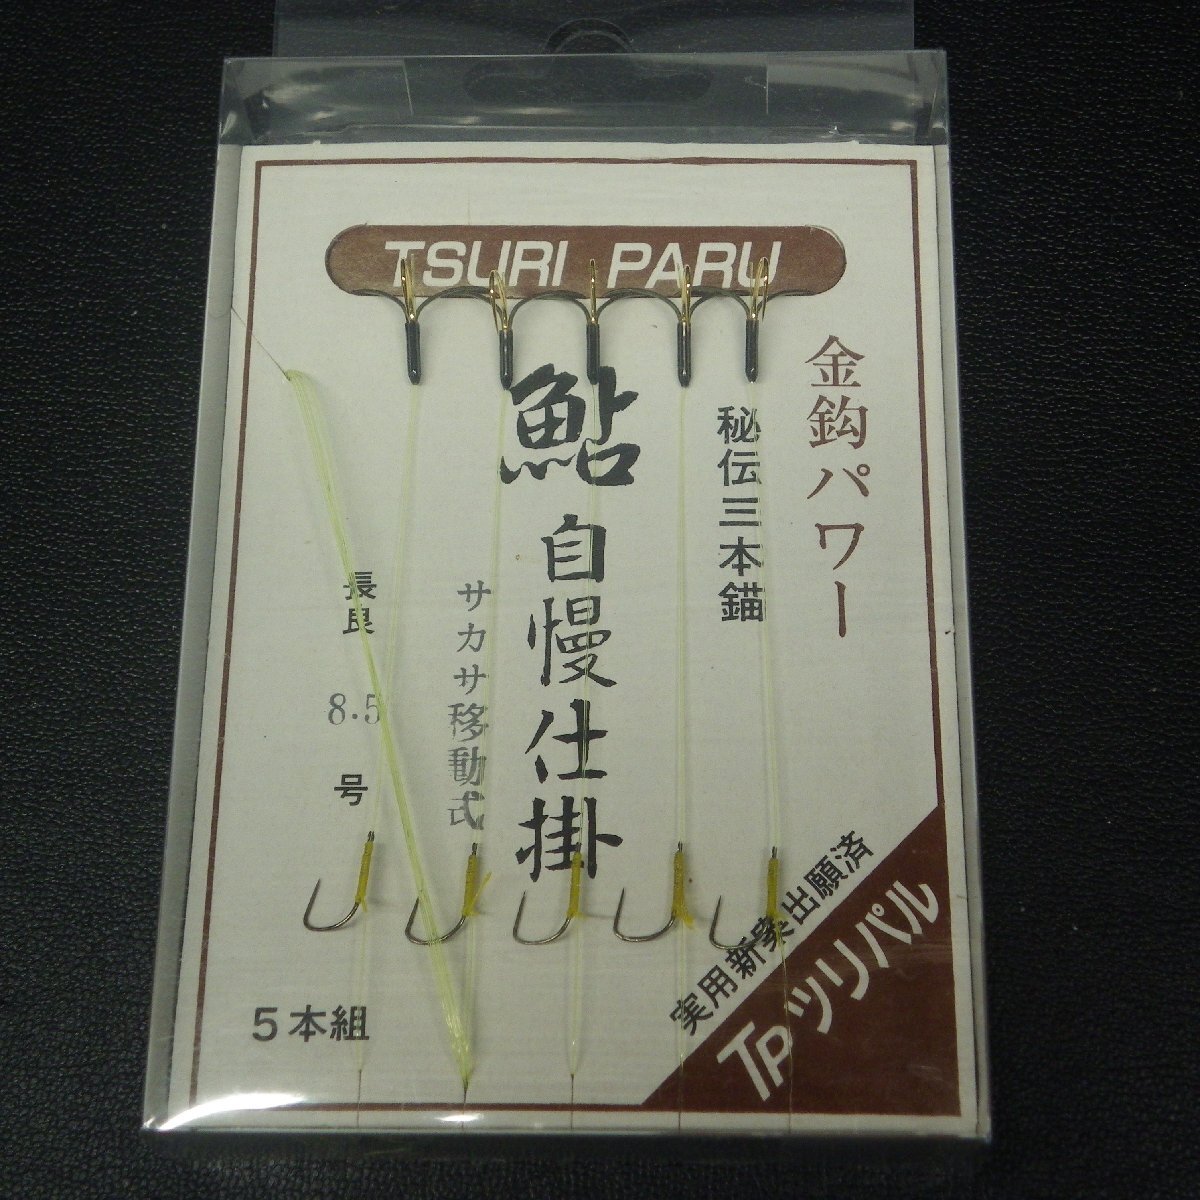 TSURI PARU
金鈎パワー
秘伝三本錨
鮎自慢仕掛
サカサ移動式
長良 8.5 号
5本組
実用新案出願済
TPツリパル